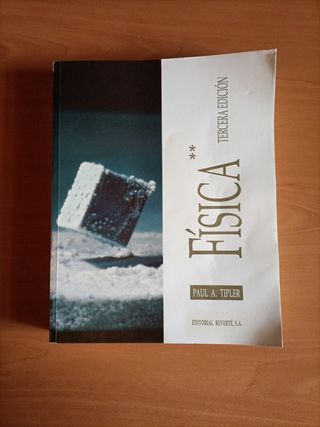 FÍSICA**
TERCERA EDICIÓN
PAUL A. TIPLER
EDITORIAL REVERTÉ, S.A.